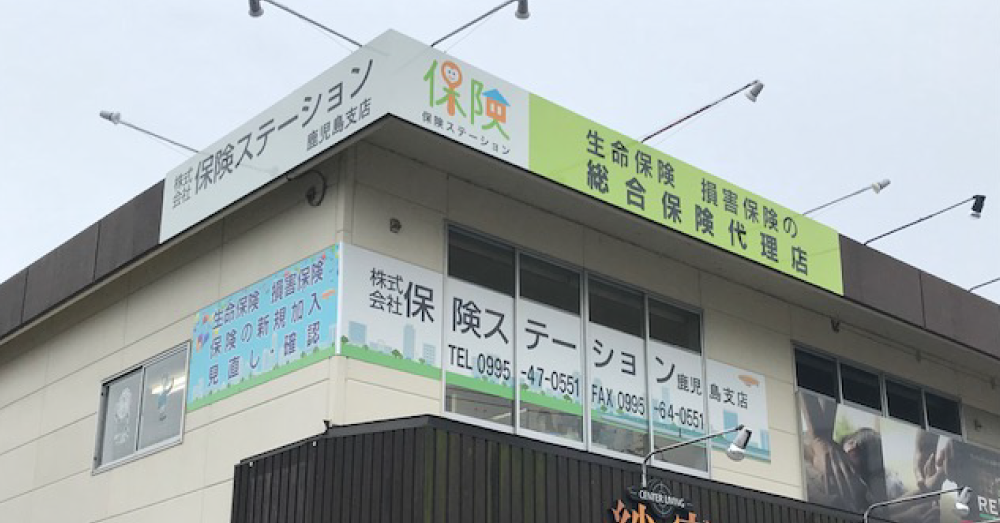 株式会社 保険ステーション
鹿児島支店
保険
保険ステーション
生命保険 損害保険の
総合保険代理店
生命保険・損害保険
保険の新規加入
見直し・確認
株式会社 保険ステーション 鹿児島支店
TEL 0995-47-0551 FAX 0995-64-0551
CENTER LIVING
RE